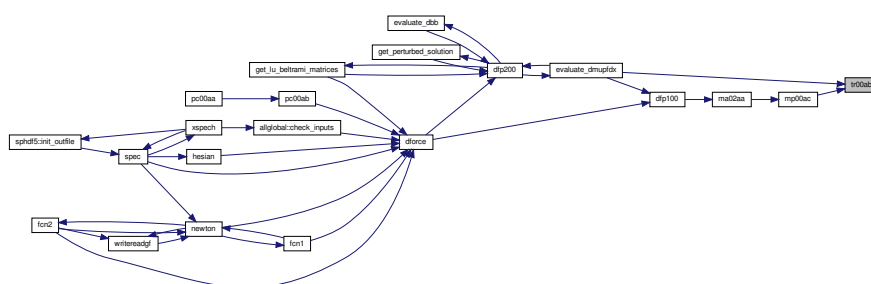 evaluate_dbb
get_perturbed_solution
get_lu_beltrami_matrices
dfp200
evaluate_dmupfdx
tr00ab
pc00aa
pc00ab
dfp100
ma02aa
mp00ac
xspech
allglobal::check_inputs
sphdf5::init_outfile
dforce
spec
hesian
fcn2
newton
writereadgf
fcn1